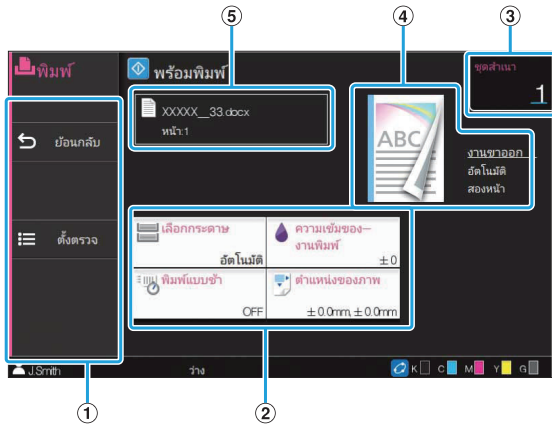 ⑤
④
③
พิมพ์
พร้อมพิมพ์
ชุดสำเนา
1
XXXXX__33.docx
หน้า:1
ABC
ย้อนกลับ
งานขาออก
อัตโนมัติ
สองหน้า
ตั้งตรวจ
เลือกกระดาษ
อัตโนมัติ
ความเข้มของ–
งานพิมพ์
±0
พิมพ์แบบช้า
OFF
ตำแหน่งของภาพ
±0.0mm, ±0.0mm
J.Smith
ว่าง
K C M Y G
①
②